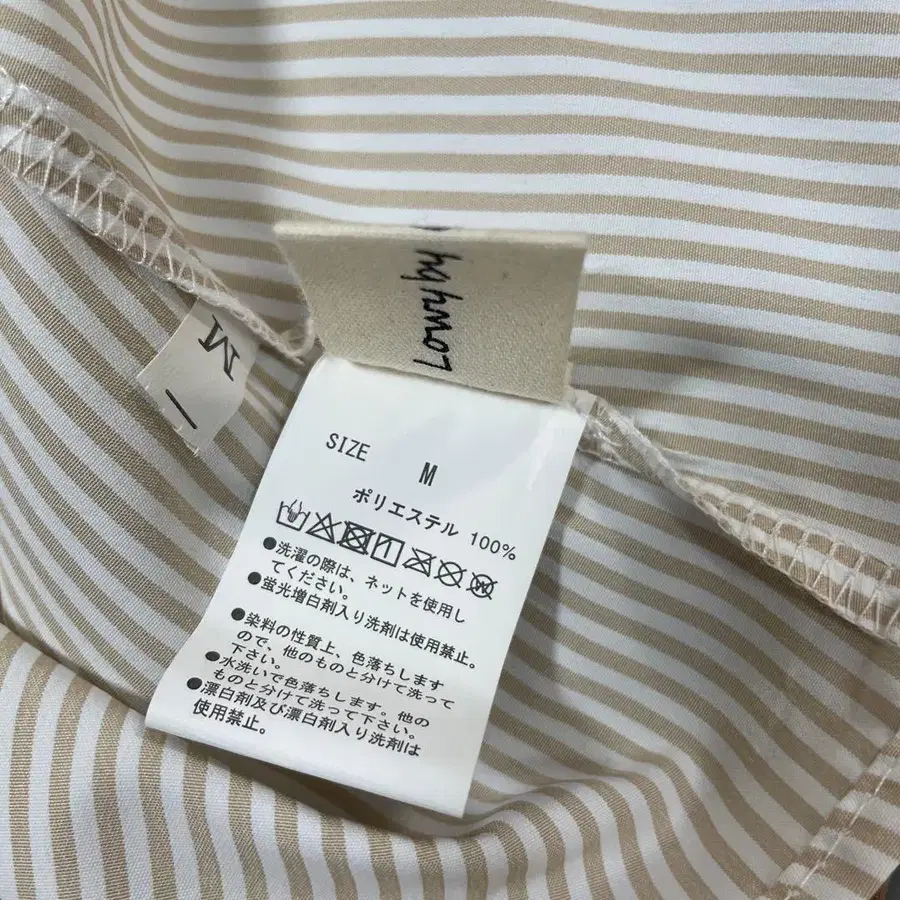 M
SIZE M
ポリエステル 100%
●洗濯の際は、ネットを使用し
てください。
●蛍光増白剤入り洗剤は使用禁止。
●染料の性質上、色落ちします
ので、他のものと分けて洗って
下さい。
●水洗いで色落ちします。他の
ものと分けて洗って下さい。
●漂白剤及び漂白剤入り洗剤は
使用禁止。